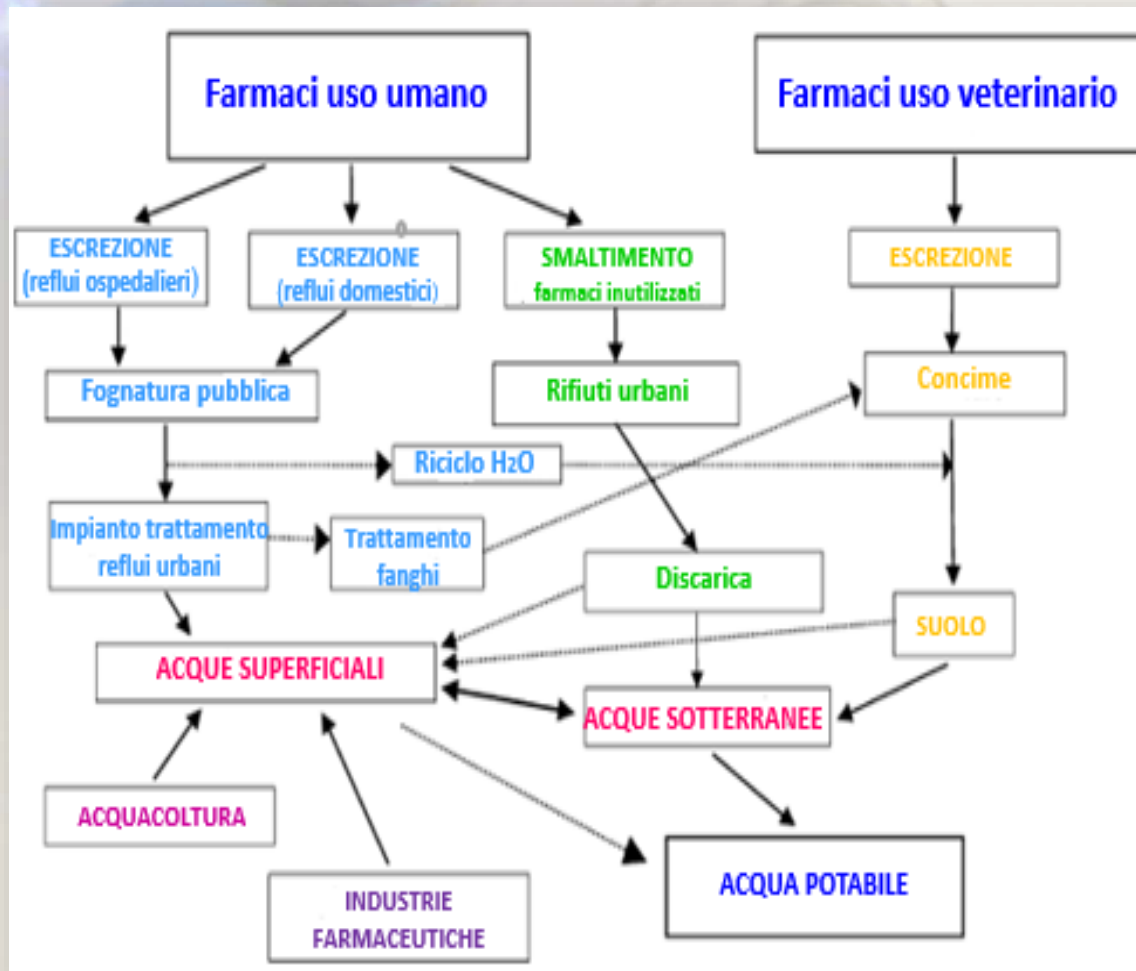 Farmaci uso umano
Farmaci uso veterinario
ESCREZIONE
(reflui ospedalieri)
ESCREZIONE
(reflui domestici)
SMALTIMENTO
farmaci inutilizzati
ESCREZIONE
Fognatura pubblica
Rifiuti urbani
Concime
Riciclo H2O
Impianto trattamento
reflui urbani
Trattamento
fanghi
Discarica
SUOLO
ACQUE SUPERFICIALI
ACQUE SOTTERRANEE
ACQUACOLTURA
INDUSTRIE
FARMACEUTICHE
ACQUA POTABILE